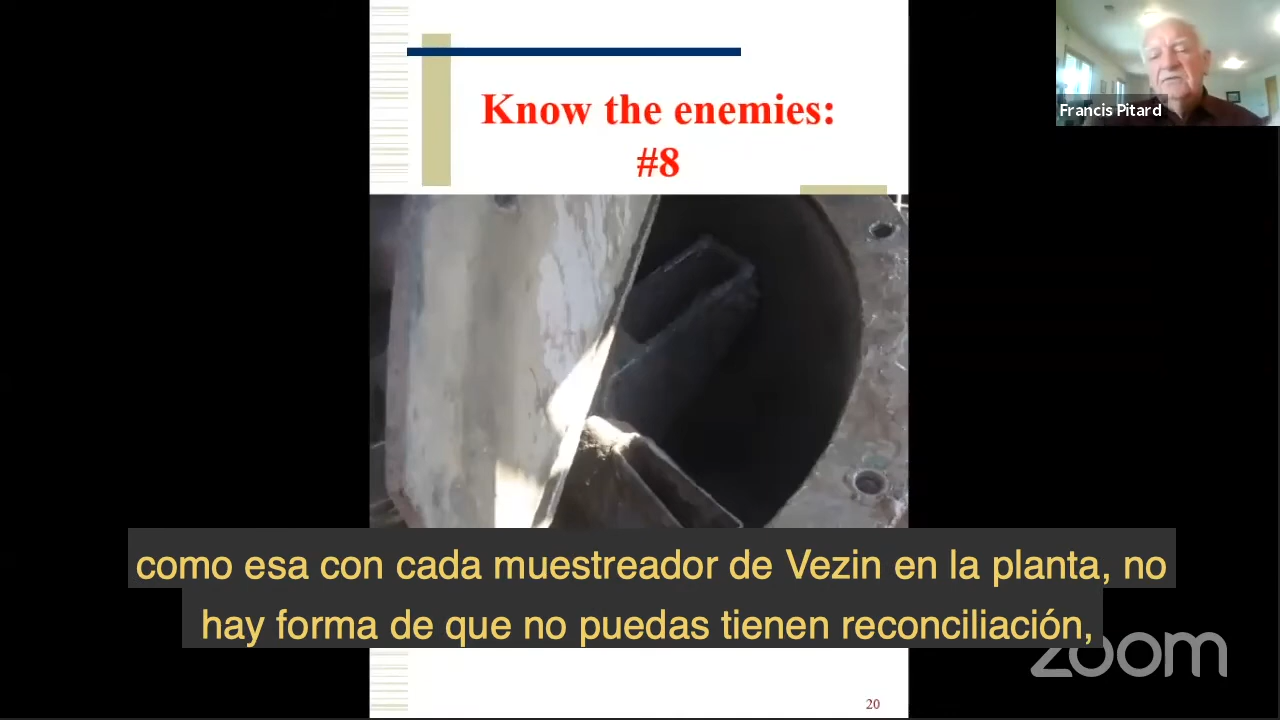 Know the enemies:
#8
Francis Pitard
como esa con cada muestreador de Vezin en la planta, no
hay forma de que no puedas tienen reconciliación,
zoom
20